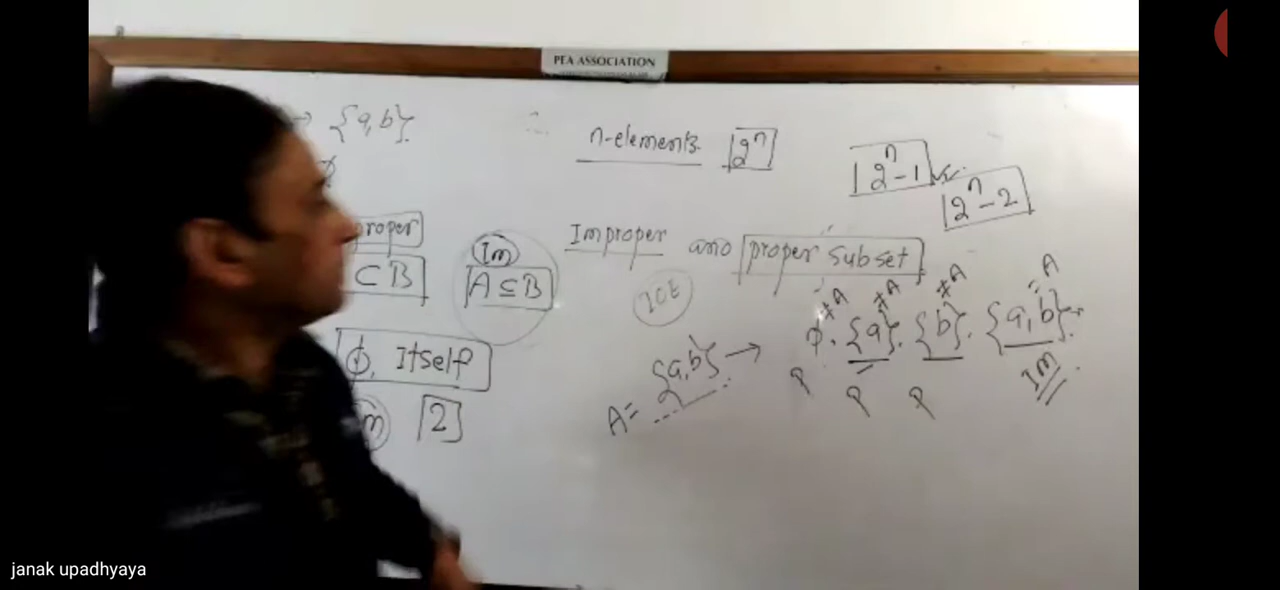 PEA ASSOCIATION
→ {a,b}.
n-elements 2ⁿ
2ⁿ-1
2ⁿ-2
ϕ
proper
⊂ B
Im
A ⊆ B
Improper and proper subset
ϕ, Itself
2
A = {a,b} → ϕ. {a}. {b}. {a,b}.
≠A ≠A ≠A = A
P P P IM
janak upadhyaya